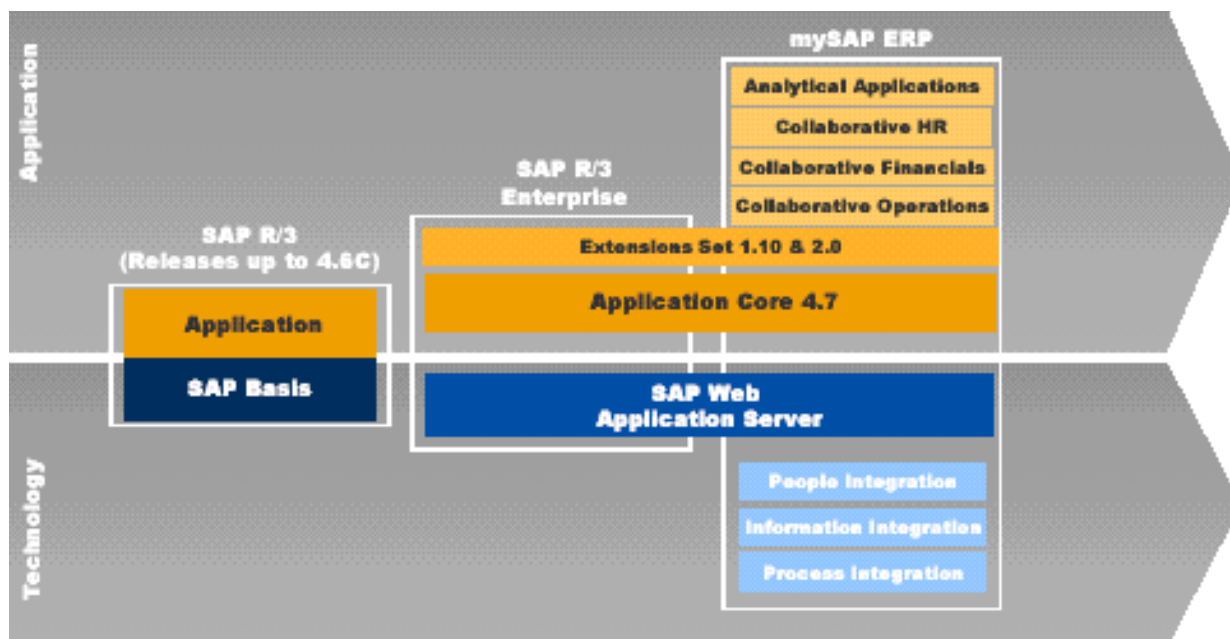 Application
mySAP ERP
Analytical Applications
Collaborative HR
Collaborative Financials
Collaborative Operations
SAP R/3
Enterprise
Extensions Set 1.10 & 2.0
Application Core 4.7
SAP R/3
(Releases up to 4.6C)
Application
SAP Basis
SAP Web
Application Server
Technology
People Integration
Information Integration
Process Integration